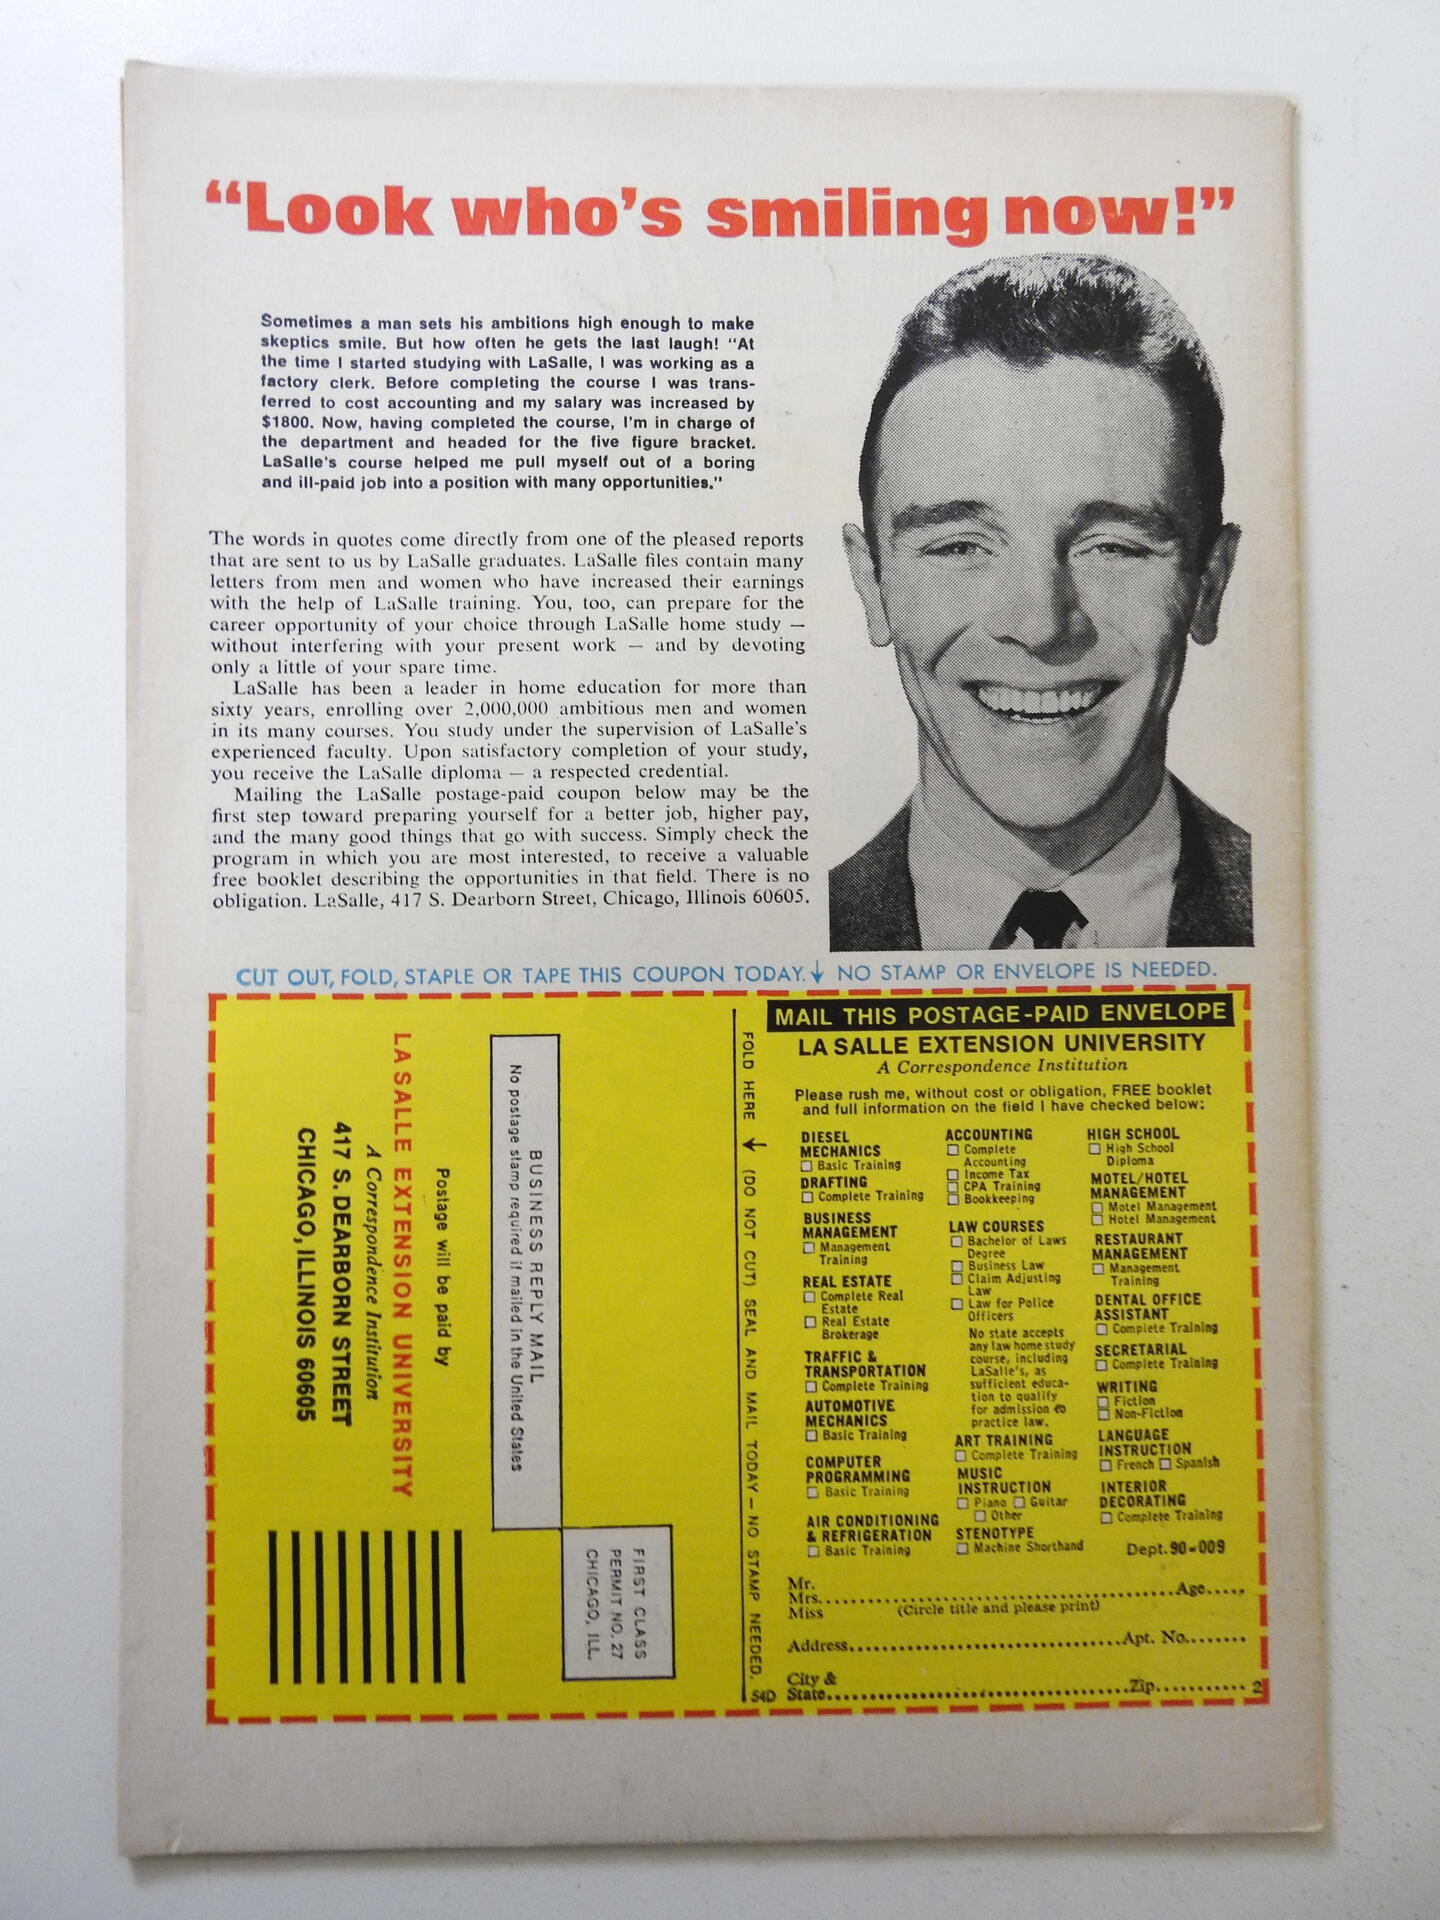 “Look who’s smiling now!”
Sometimes a man sets his ambitions high enough to make
skeptics smile. But how often he gets the last laugh! “At
the time I started studying with LaSalle, I was working as a
factory clerk. Before completing the course I was trans-
ferred to cost accounting and my salary was increased by
$1800. Now, having completed the course, I'm in charge of
the department and headed for the five figure bracket.
LaSalle's course helped me pull myself out of a boring
and ill-paid job into a position with many opportunities."
The words in quotes come directly from one of the pleased reports
that are sent to us by LaSalle graduates. LaSalle files contain many
letters from men and women who have increased their earnings
with the help of LaSalle training. You, too, can prepare for the
career opportunity of your choice through LaSalle home study —
without interfering with your present work — and by devoting
only a little of your spare time.
LaSalle has been a leader in home education for more than
sixty years, enrolling over 2,000,000 ambitious men and women
in its many courses. You study under the supervision of LaSalle's
experienced faculty. Upon satisfactory completion of your study,
you receive the LaSalle diploma — a respected credential.
Mailing the LaSalle postage-paid coupon below may be the
first step toward preparing yourself for a better job, higher pay,
and the many good things that go with success. Simply check the
program in which you are most interested, to receive a valuable
free booklet describing the opportunities in that field. There is no
obligation. LaSalle, 417 S. Dearborn Street, Chicago, Illinois 60605.
CUT OUT, FOLD, STAPLE OR TAPE THIS COUPON TODAY.↓ NO STAMP OR ENVELOPE IS NEEDED.
FIRST CLASS
PERMIT NO. 27
CHICAGO, ILL.
BUSINESS REPLY MAIL
No postage stamp required if mailed in the United States
Postage will be paid by
LA SALLE EXTENSION UNIVERSITY
A Correspondence Institution
417 S. DEARBORN STREET
CHICAGO, ILLINOIS 60605
FOLD HERE → (DO NOT CUT) SEAL AND MAIL TODAY — NO STAMP NEEDED.
54D
MAIL THIS POSTAGE-PAID ENVELOPE
LA SALLE EXTENSION UNIVERSITY
A Correspondence Institution
Please rush me, without cost or obligation, FREE booklet
and full information on the field I have checked below:
DIESEL
MECHANICS
☐ Basic Training
DRAFTING
☐ Complete Training
BUSINESS
MANAGEMENT
☐ Management
Training
REAL ESTATE
☐ Complete Real
Estate
☐ Real Estate
Brokerage
TRAFFIC &
TRANSPORTATION
☐ Complete Training
AUTOMOTIVE
MECHANICS
☐ Basic Training
COMPUTER
PROGRAMMING
☐ Basic Training
AIR CONDITIONING
& REFRIGERATION
☐ Basic Training
ACCOUNTING
☐ Complete
Accounting
☐ Income Tax
☐ CPA Training
☐ Bookkeeping
LAW COURSES
☐ Bachelor of Laws
Degree
☐ Business Law
☐ Claim Adjusting
Law
☐ Law for Police
Officers
No state accepts
any law home study
course, including
LaSalle's, as
sufficient educa-
tion to qualify
for admission to
practice law.
ART TRAINING
☐ Complete Training
MUSIC
INSTRUCTION
☐ Piano ☐ Guitar
☐ Other
STENOTYPE
☐ Machine Shorthand
HIGH SCHOOL
☐ High School
Diploma
MOTEL/HOTEL
MANAGEMENT
☐ Motel Management
☐ Hotel Management
RESTAURANT
MANAGEMENT
☐ Management
Training
DENTAL OFFICE
ASSISTANT
☐ Complete Training
SECRETARIAL
☐ Complete Training
WRITING
☐ Fiction
☐ Non-Fiction
LANGUAGE
INSTRUCTION
☐ French ☐ Spanish
INTERIOR
DECORATING
☐ Complete Training
Dept. 90-009
Mr.
Mrs. Age
Miss (Circle title and please print)
Address Apt. No.
City &
State Zip 2